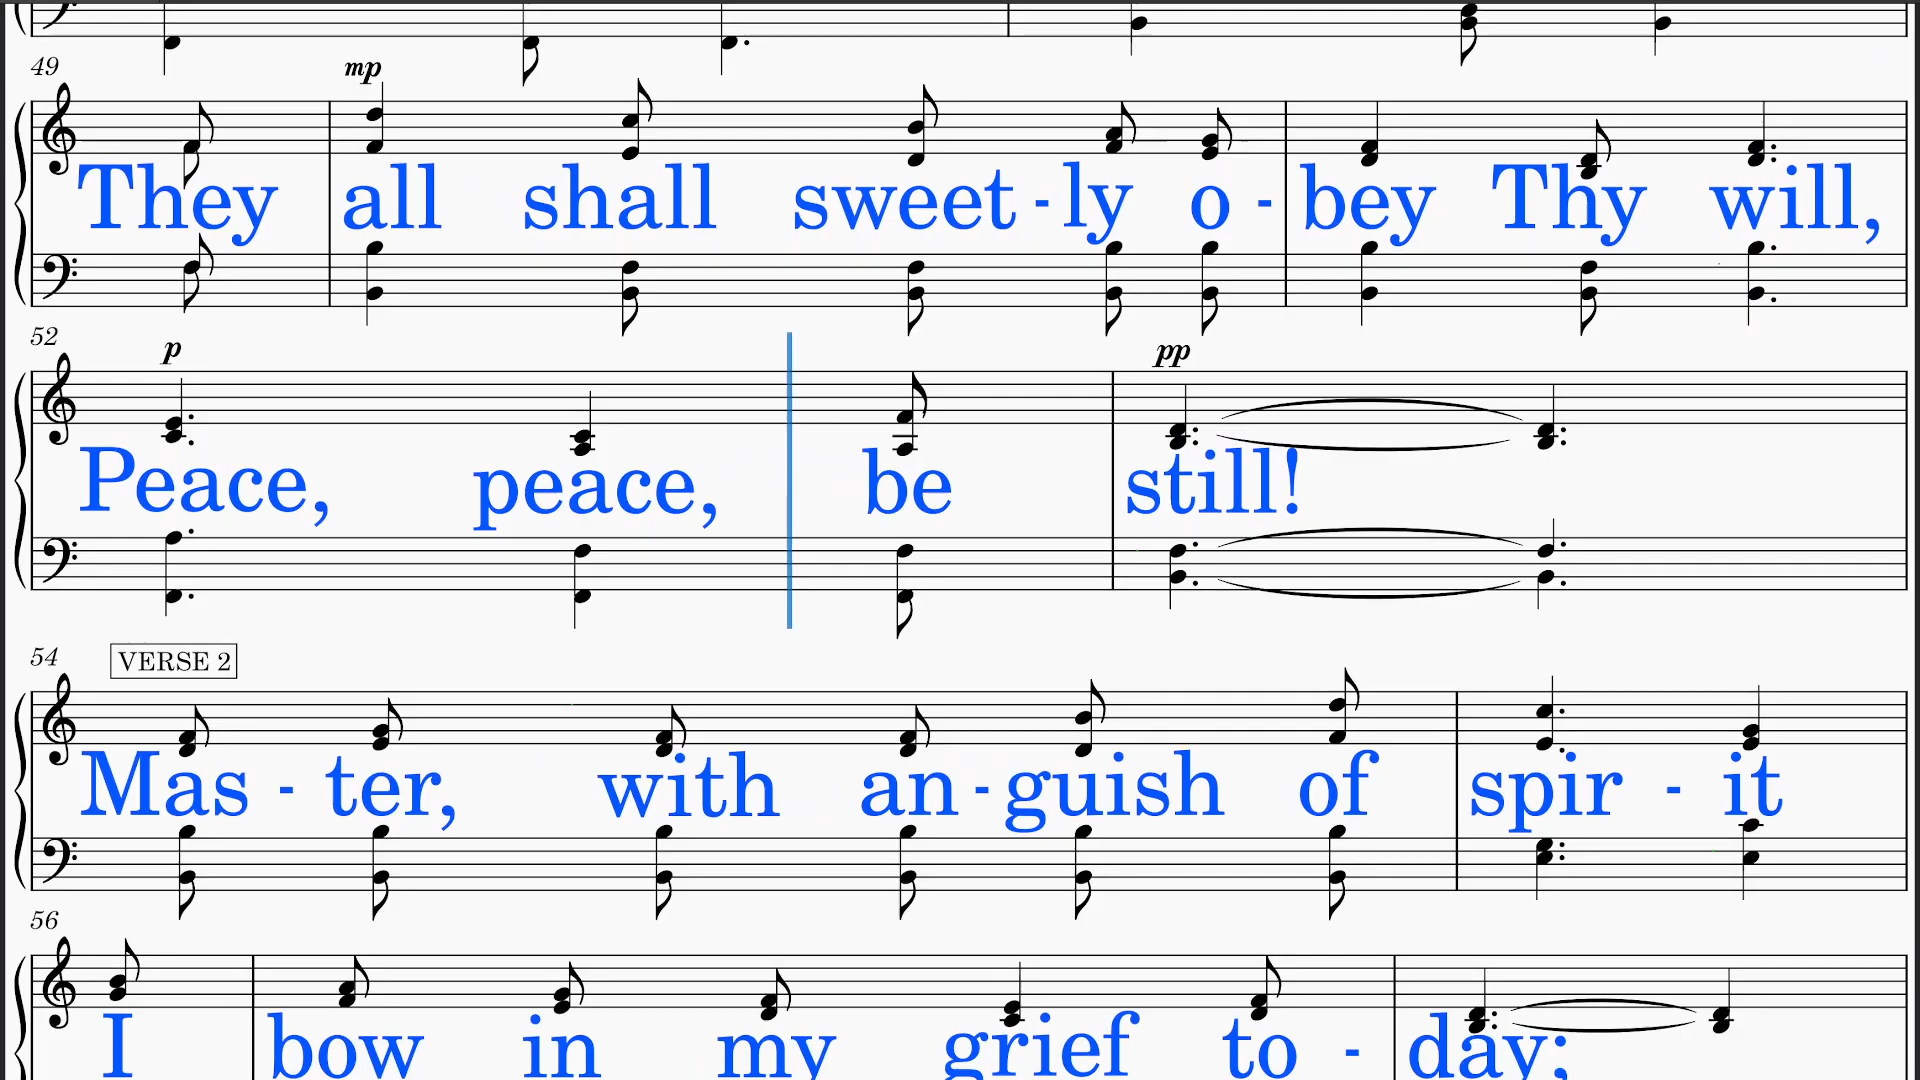 49
mp
They all shall sweet - ly o - bey Thy will,
52
p
pp
Peace, peace, be still!
54
VERSE 2
Mas - ter, with an - guish of spir - it
56
I bow in my grief to - day;